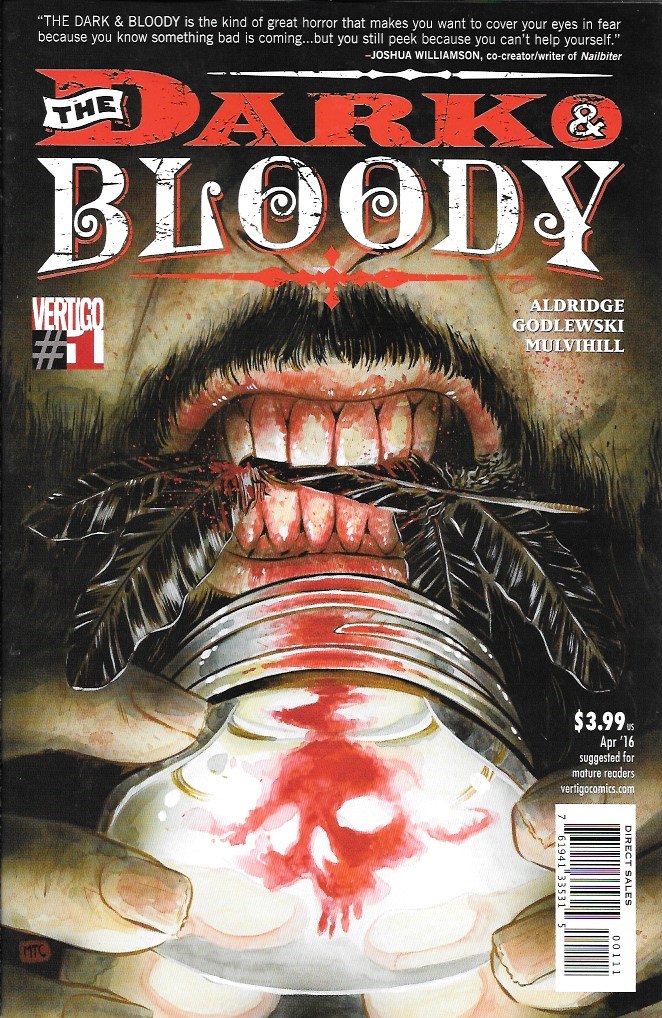 "THE DARK & BLOODY is the kind of great horror that makes you want to cover your eyes in fear
because you know something bad is coming...but you still peek because you can't help yourself."
–JOSHUA WILLIAMSON, co-creator/writer of Nailbiter
THE DARK &
BLOODY
VERTIGO
#1
ALDRIDGE
GODLEWSKI
MULVIHILL
$3.99 US
Apr '16
suggested for
mature readers
vertigocomics.com
DIRECT SALES
7 61941 33531 5
00111
MTC